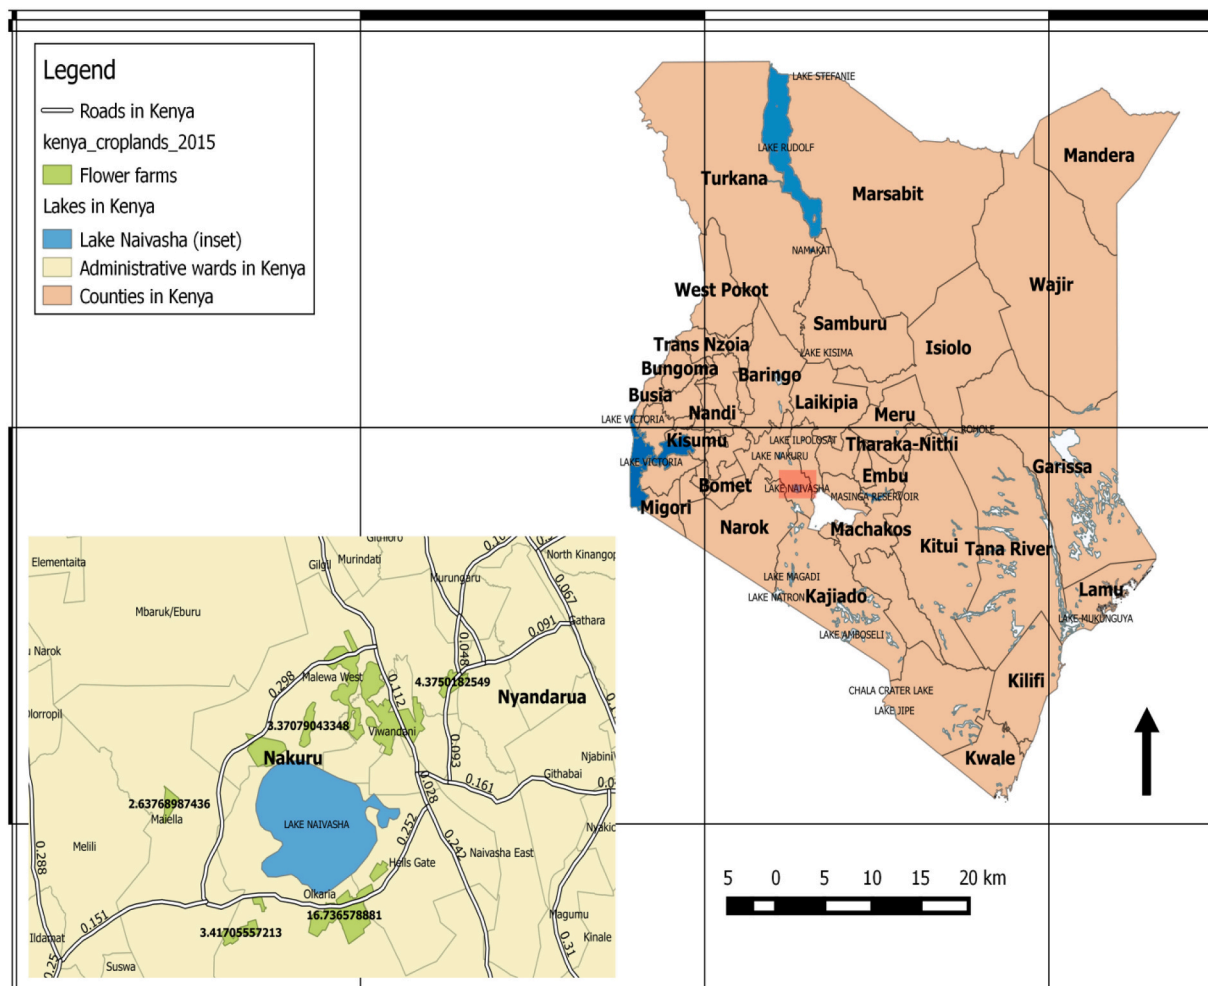 Legend
Roads in Kenya
kenya_croplands_2015
Flower farms
Lakes in Kenya
Lake Naivasha (inset)
Administrative wards in Kenya
Counties in Kenya
LAKE STEFANIE
LAKE RUDOLF
Mandera
Turkana
Marsabit
NAMAKAT
Wajir
West Pokot
Samburu
Trans Nzoia
LAKE KISIMA
Isiolo
Bungoma
Baringo
Busia
Laikipia
Nandi
Meru
LAKE VICTORIA
ROHOLE
Kisumu
LAKE ILPOLOSAT
Tharaka-Nithi
LAKE NAKURU
LAKE VICTORIA
Garissa
Embu
Bomet
LAKE NAIVASHA
MASINGA RESERVOIR
Migori
Narok
Machakos
Kitui
Tana River
LAKE MAGADI
Lamu
LAKE NATRON
Kajiado
LAKE MUKUNGUYA
LAKE AMBOSELI
Kilifi
CHALA CRATER LAKE
LAKE JIPE
Kwale
5 0 5 10 15 20 km
Githioro
Elementaita
Gilgil
Murindati
North Kinangop
Murungaru
0.067
Mbaruk/Eburu
0.091
Gathara
0.048
Narok
0.298
Malewa West
4.3750182549
0.112
Nyandarua
Olorropil
3.37079043348
Viwandani
0.093
Nakuru
Njabini
Githabai
0.161
0.028
2.63768987436
Maiella
LAKE NAIVASHA
0.252
0.242
Melili
Naivasha East
Hells Gate
0.288
Olkaria
16.736578881
0.151
3.41705557213
Magumu
Ildamat
Kinale
0.31
0.25
Suswa